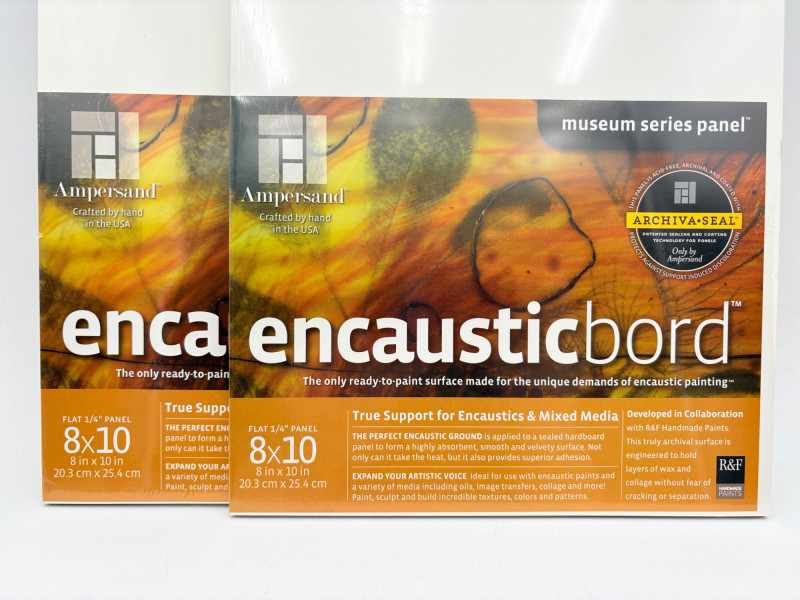 Ampersand™
Crafted by hand
in the USA
enca
The only ready-to-pain
FLAT 1/4" PANEL
8x10
8 in x 10 in
20.3 cm x 25.4 cm
True Suppo
THE PERFECT ENC
panel to form a h
only can it take th
EXPAND YOUR AR
a variety of medi
Paint, sculpt and
museum series panel™
Ampersand™
Crafted by hand
in the USA
THIS PANEL IS ACID FREE, ARCHIVAL AND COATED WITH
ARCHIVA•SEAL™
PATENTED SEALING AND COATING
TECHNOLOGY FOR PANELS
Only by
Ampersand
PROTECTS AGAINST SUPPORT INDUCED DISCOLORATION
encausticbord™
The only ready-to-paint surface made for the unique demands of encaustic painting™
FLAT 1/4" PANEL
8x10
8 in x 10 in
20.3 cm x 25.4 cm
True Support for Encaustics & Mixed Media
THE PERFECT ENCAUSTIC GROUND is applied to a sealed hardboard
panel to form a highly absorbent, smooth and velvety surface. Not
only can it take the heat, but it also provides superior adhesion.
EXPAND YOUR ARTISTIC VOICE Ideal for use with encaustic paints and
a variety of media including oils, image transfers, collage and more!
Paint, sculpt and build incredible textures, colors and patterns.
Developed in Collaboration
with R&F Handmade Paints.
This truly archival surface is
engineered to hold
layers of wax and
collage without fear of
cracking or separation.
R&F
HANDMADE
PAINTS